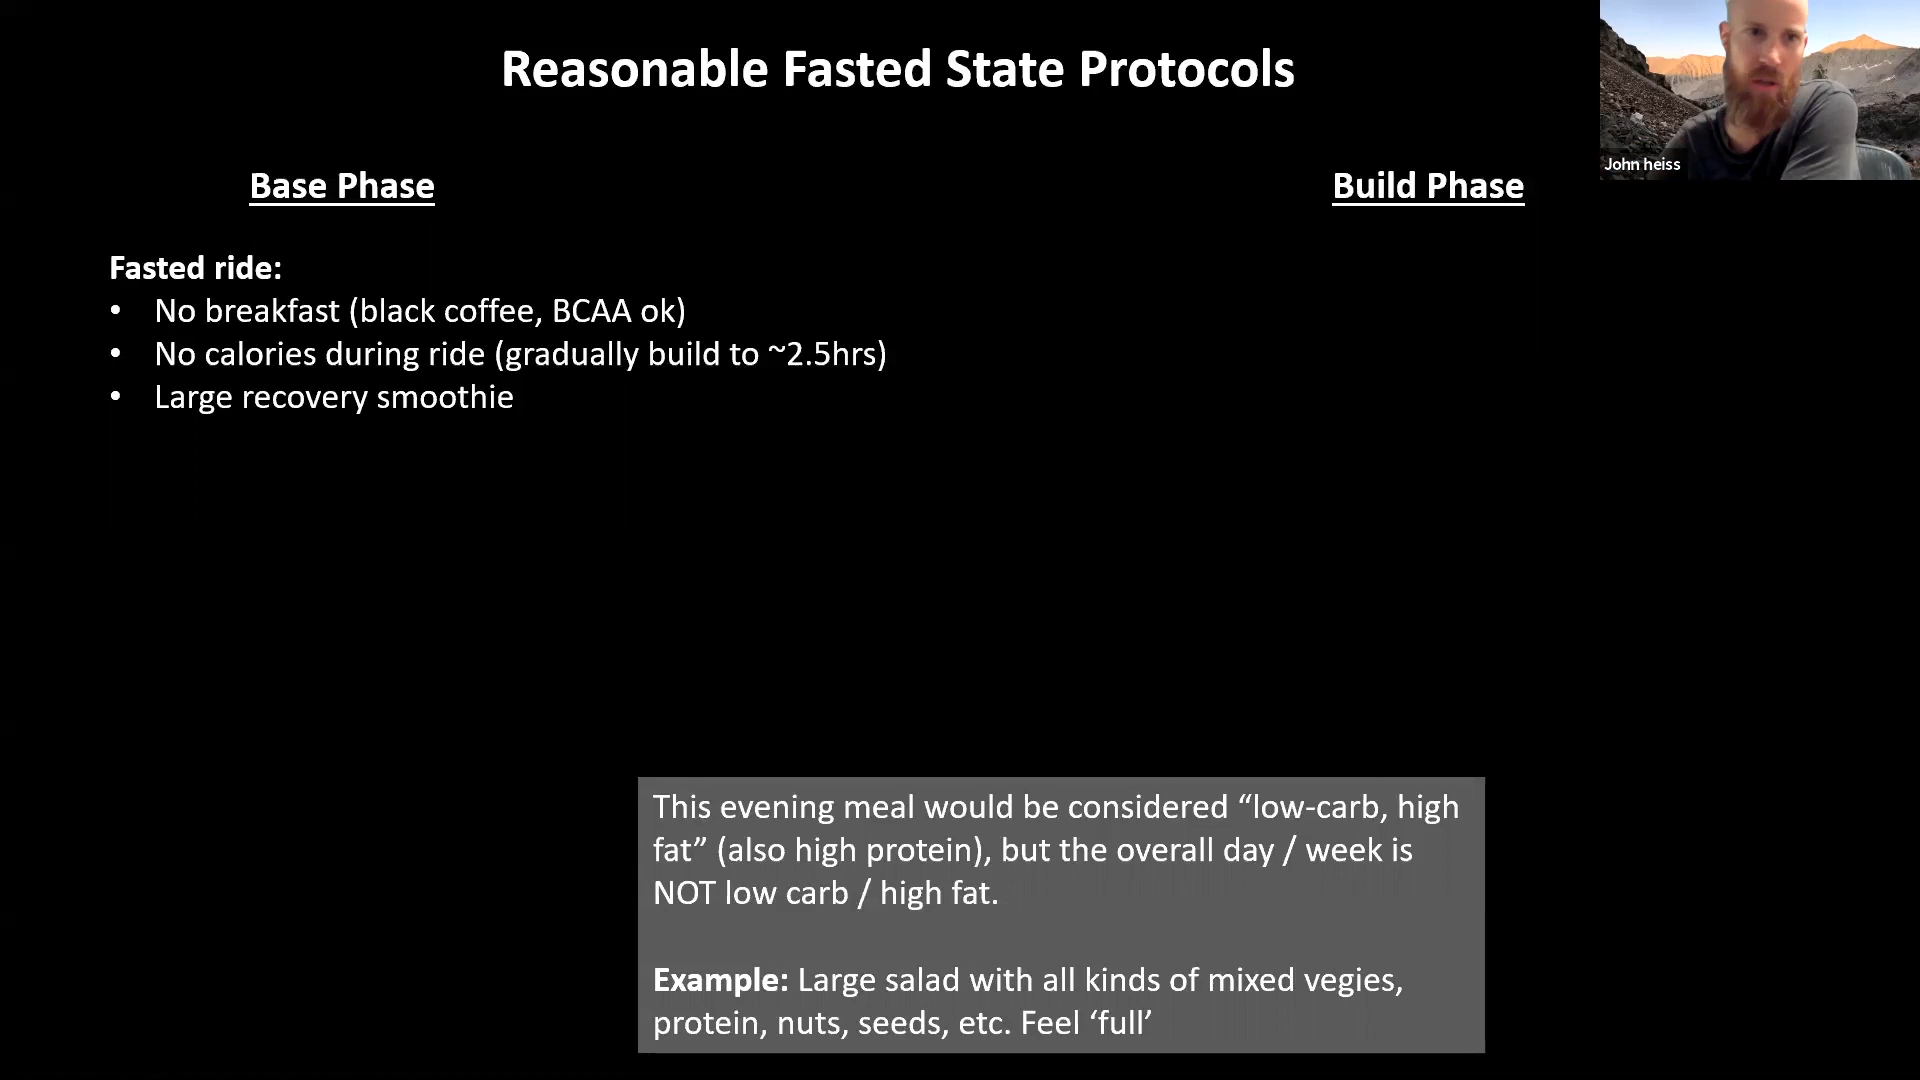 Reasonable Fasted State Protocols
John heiss
Base Phase
Build Phase
Fasted ride:
• No breakfast (black coffee, BCAA ok)
• No calories during ride (gradually build to ~2.5hrs)
• Large recovery smoothie
This evening meal would be considered “low-carb, high
fat” (also high protein), but the overall day / week is
NOT low carb / high fat.
Example: Large salad with all kinds of mixed vegies,
protein, nuts, seeds, etc. Feel ‘full’